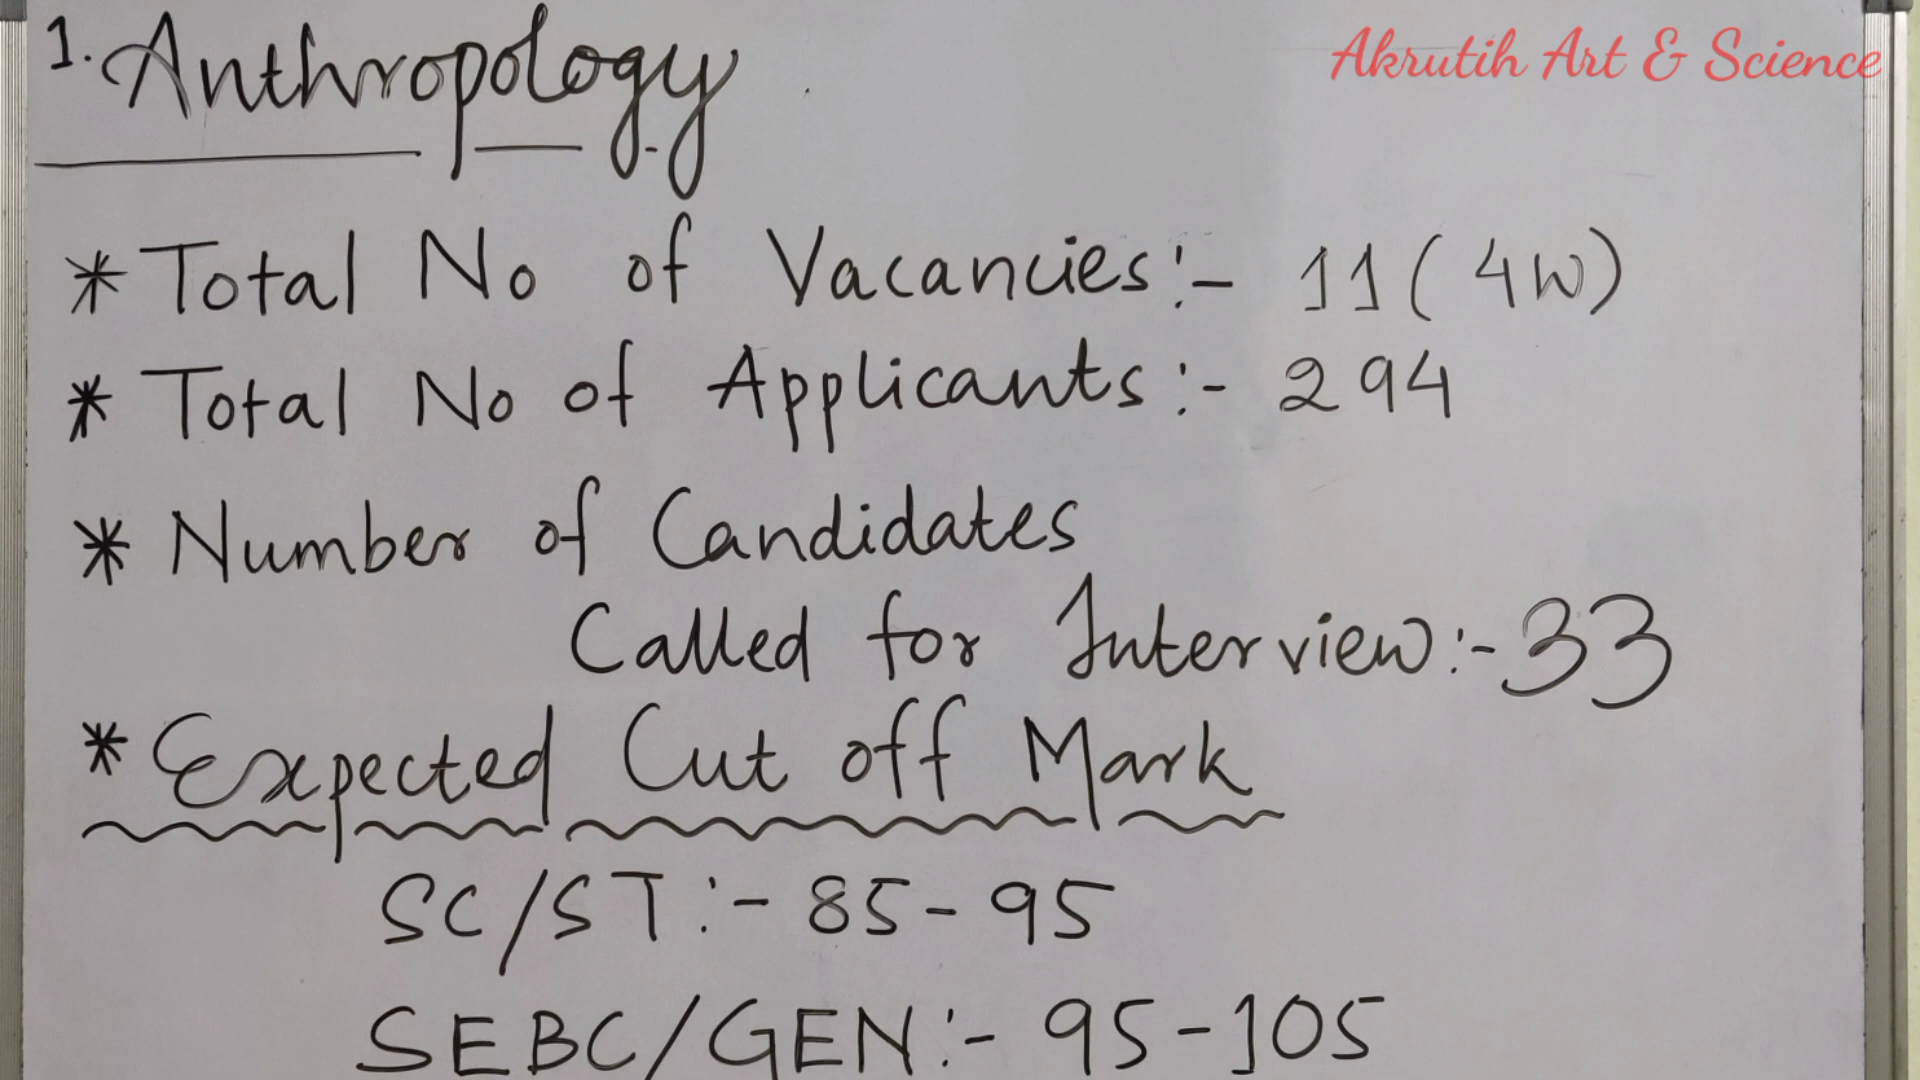 Akrutih Art & Science
1. Anthropology
* Total No of Vacancies:- 11 (4W)
* Total No of Applicants:- 294
* Number of Candidates
Called for Interview:- 33
* Expected Cut off Mark
SC/ST:- 85-95
SEBC/GEN:- 95-105